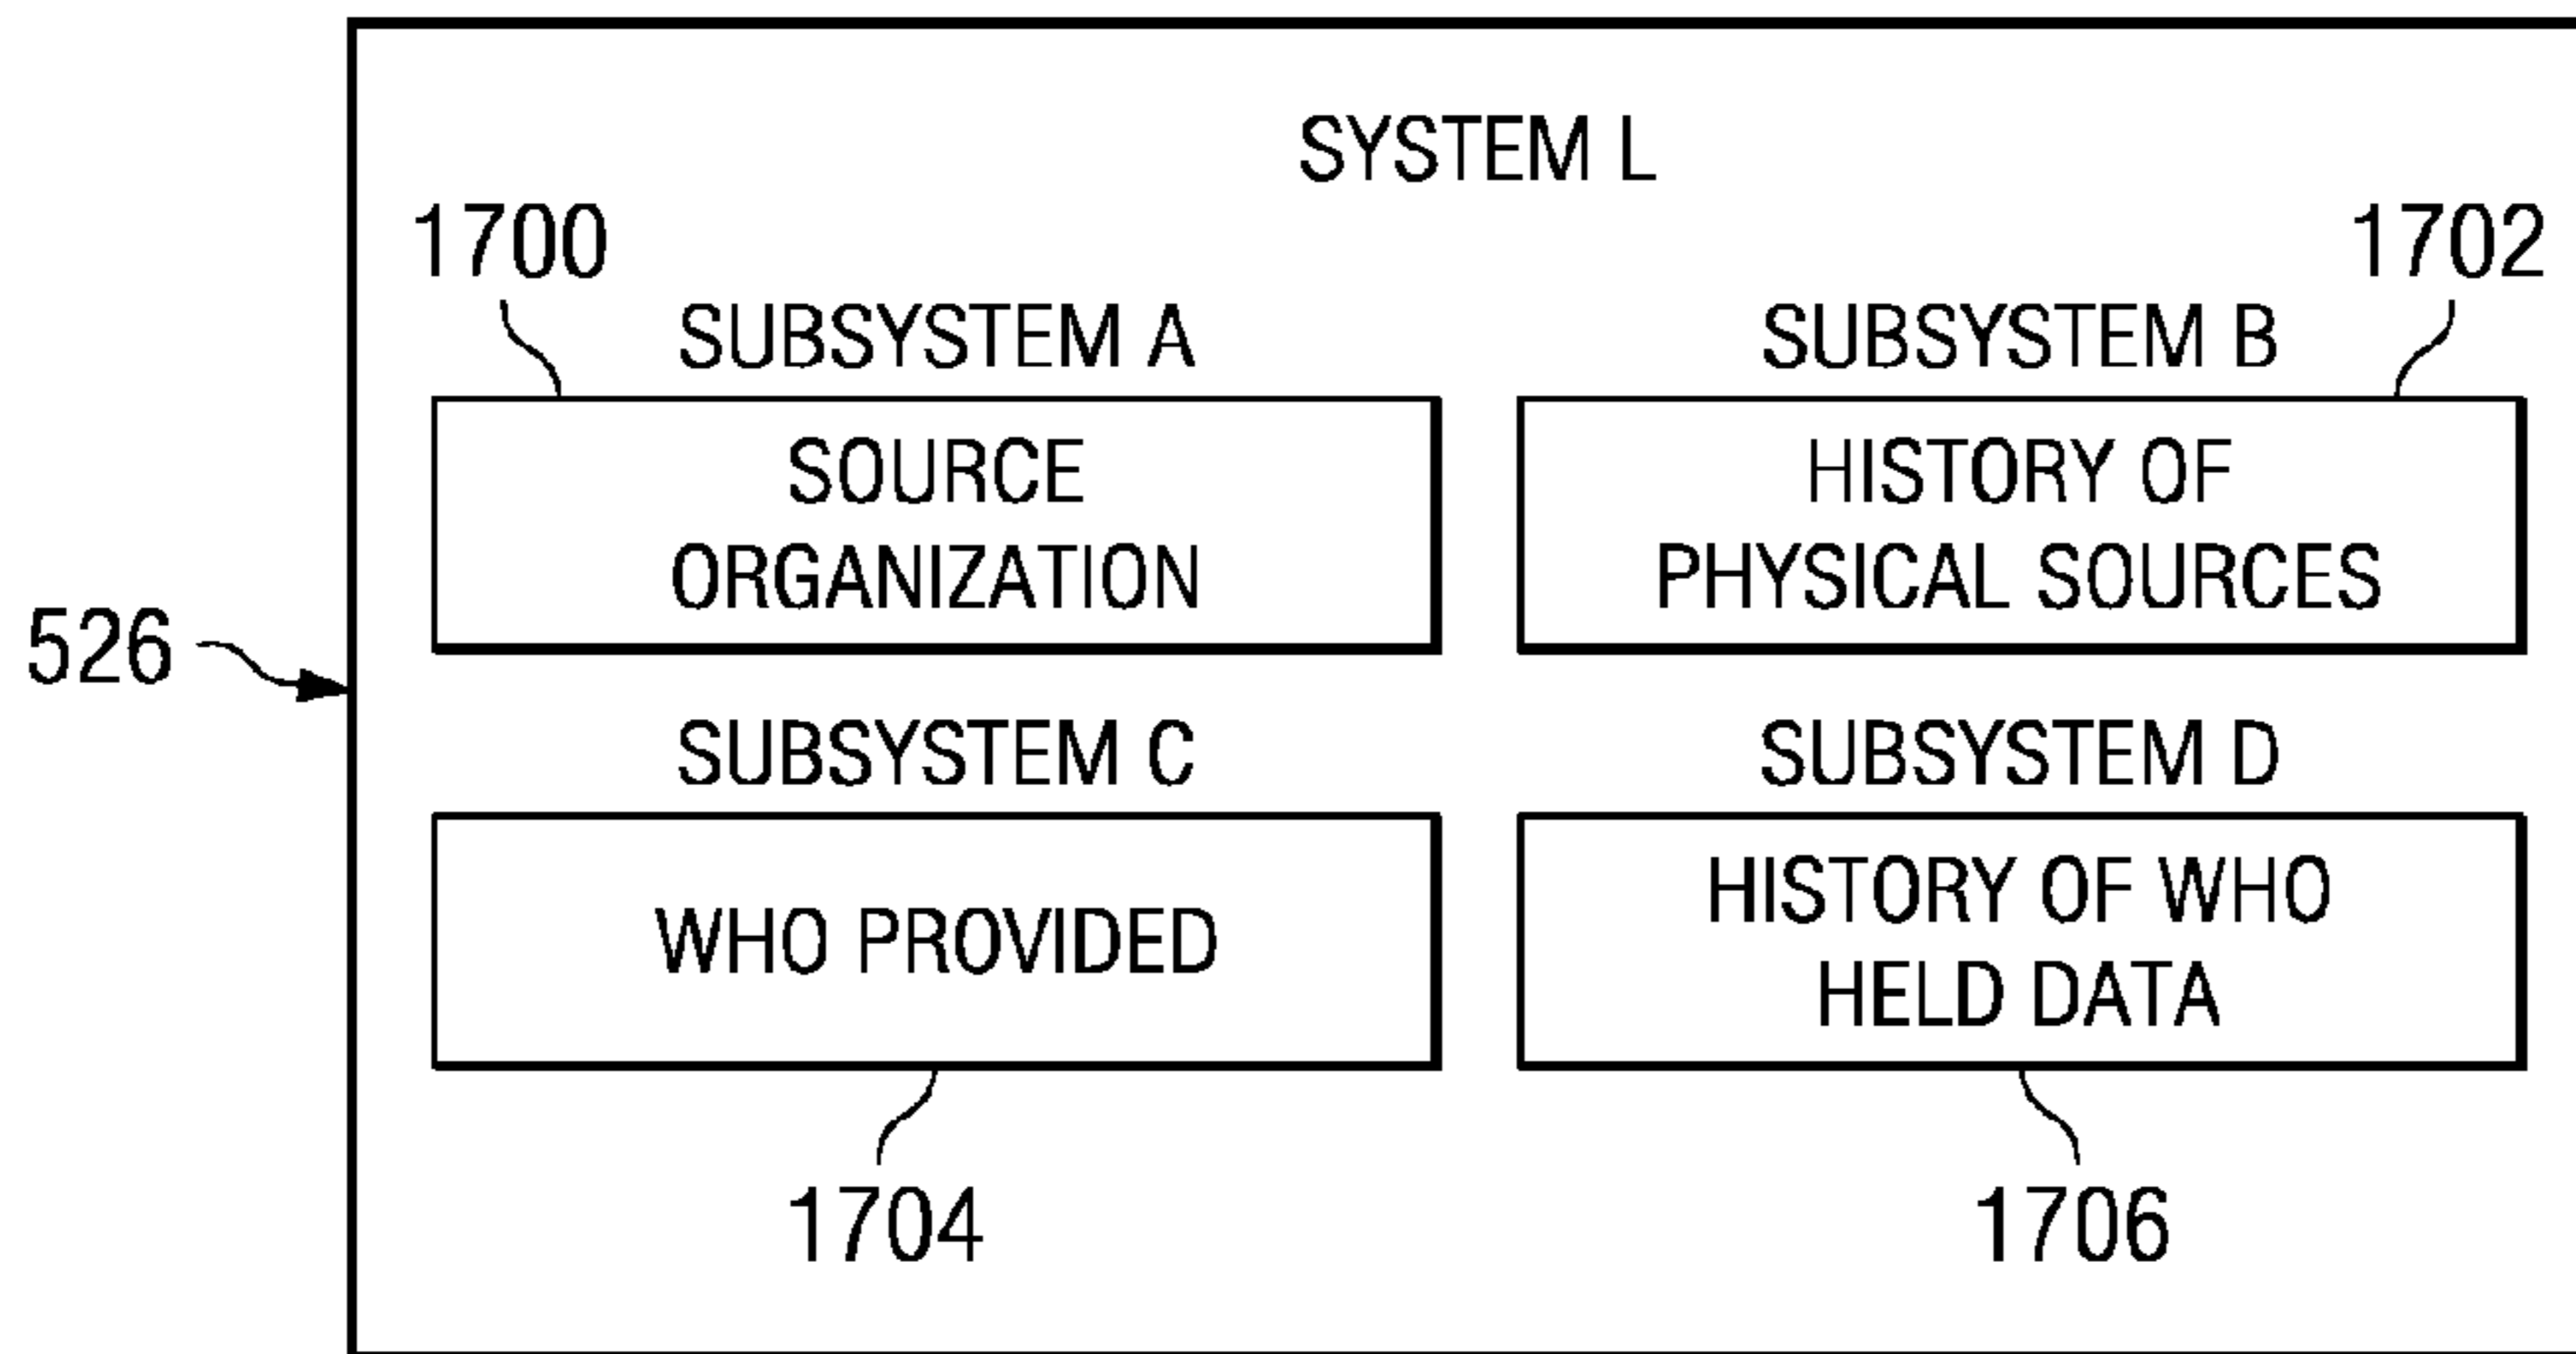 SYSTEM L
1700
1702
SUBSYSTEM A
SUBSYSTEM B
SOURCE
ORGANIZATION
HISTORY OF
PHYSICAL SOURCES
526
SUBSYSTEM C
SUBSYSTEM D
WHO PROVIDED
HISTORY OF WHO
HELD DATA
1704
1706